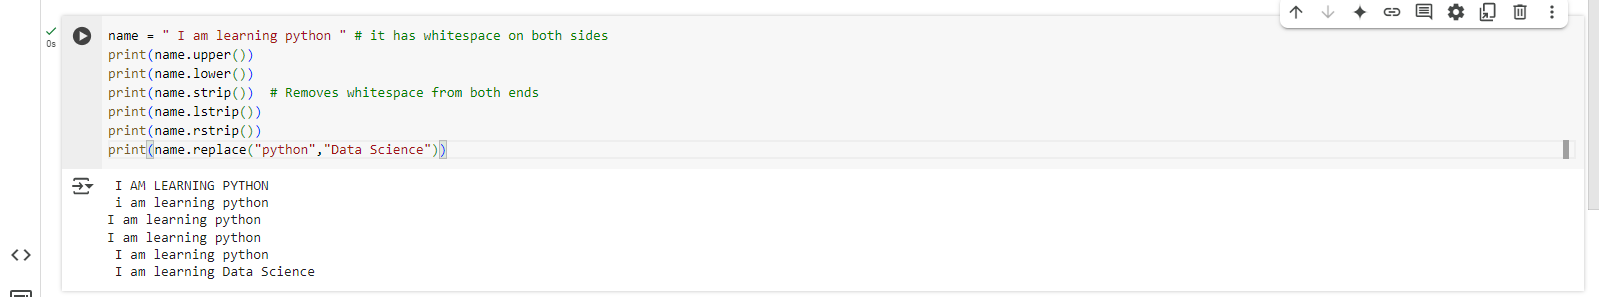 0s
name = " I am learning python " # it has whitespace on both sides
print(name.upper())
print(name.lower())
print(name.strip())  # Removes whitespace from both ends
print(name.lstrip())
print(name.rstrip())
print(name.replace("python","Data Science"))
 I AM LEARNING PYTHON
 i am learning python
I am learning python
I am learning python
 I am learning python
 I am learning Data Science